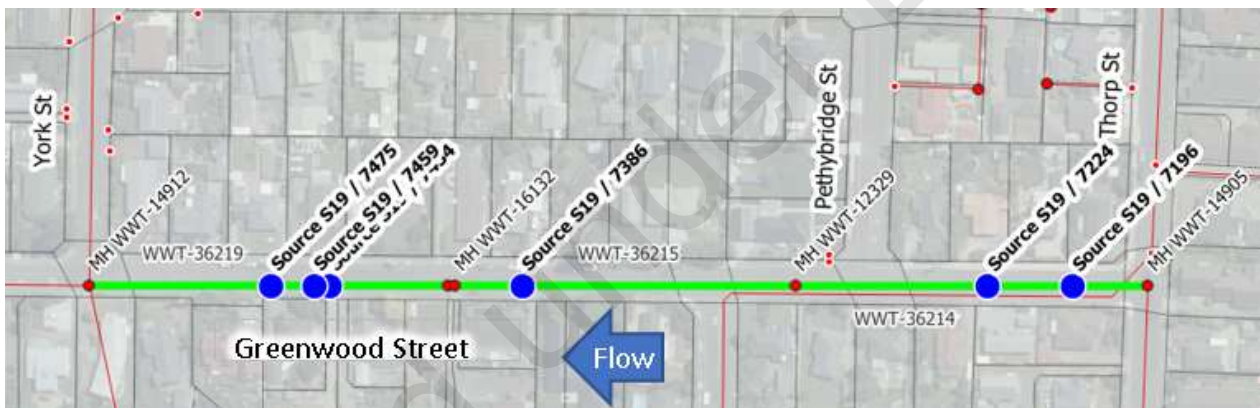 York St
MH WWT-14912
WWT-36219
Source S19 / 7475
Source S19 / 7459
MH WWT-16132
Source S19 / 7386
WWT-36215
Pethybridge St
MH WWT-12329
WWT-36214
Source S19 / 7224
Source S19 / 7196
Thorp St
MH WWT-14905
Greenwood Street
Flow